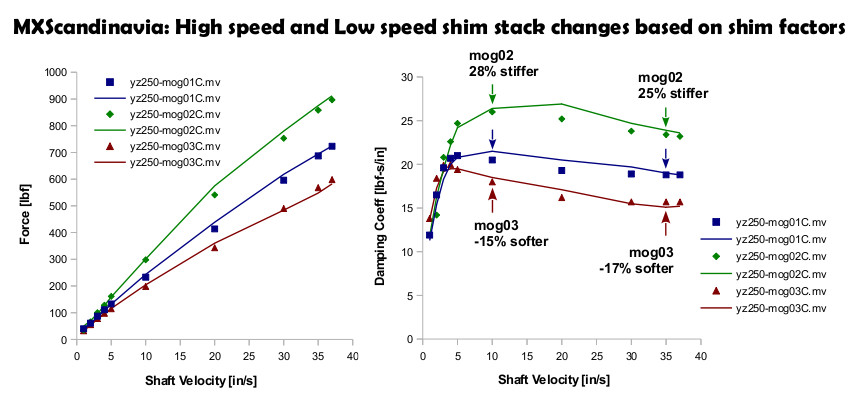 MXScandinavia: High speed and Low speed shim stack changes based on shim factors
1000
900
800
700
600
500
400
300
200
100
0
Force [lbf]
yz250-mog01C.mv
yz250-mog01C.mv
yz250-mog02C.mv
yz250-mog02C.mv
yz250-mog03C.mv
yz250-mog03C.mv
0 5 10 15 20 25 30 35 40
Shaft Velocity [in/s]
30
25
20
15
10
5
0
Damping Coeff [lbf-s/in]
mog02
28% stiffer
mog02
25% stiffer
mog03
-15% softer
mog03
-17% softer
0 5 10 15 20 25 30 35 40
Shaft Velocity [in/s]
yz250-mog01C.mv
yz250-mog01C.mv
yz250-mog02C.mv
yz250-mog02C.mv
yz250-mog03C.mv
yz250-mog03C.mv